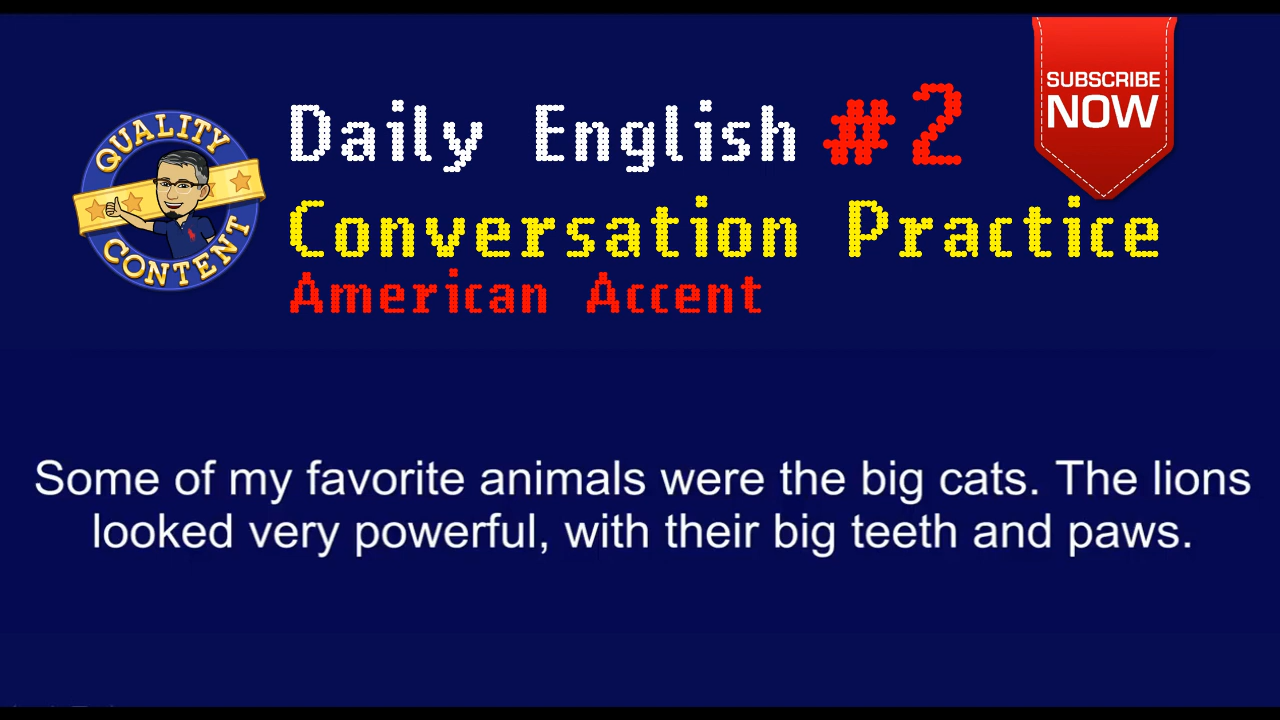 QUALITY
CONTENT
Daily English #2
Conversation Practice
American Accent
SUBSCRIBE
NOW
Some of my favorite animals were the big cats. The lions
looked very powerful, with their big teeth and paws.